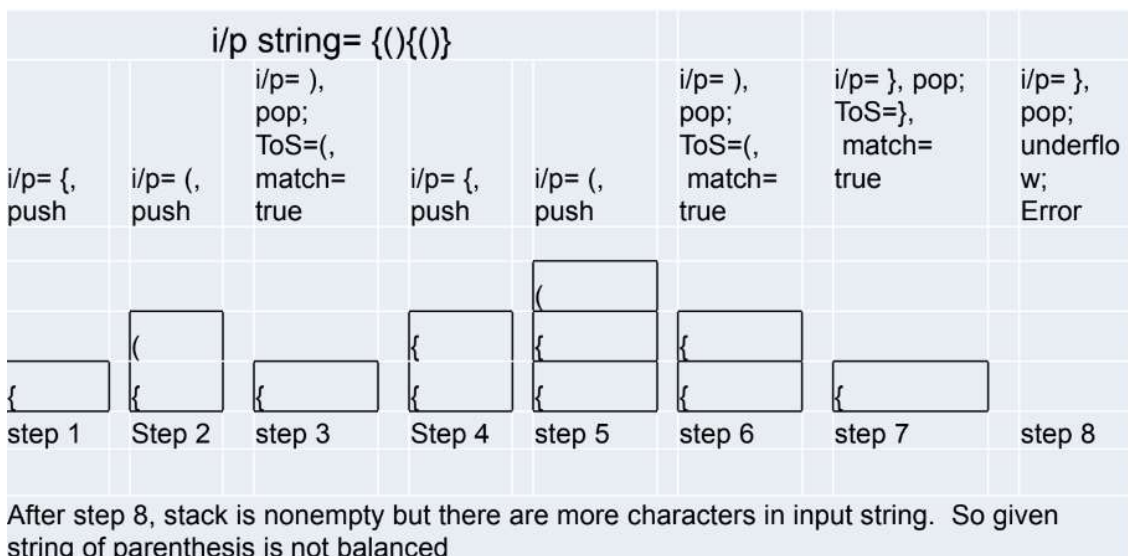 i/p string= {(){()}
i/p= {,
push
i/p= (,
push
i/p= ),
pop;
ToS=(,
match=
true
i/p= {,
push
i/p= (,
push
i/p= ),
pop;
ToS=(,
match=
true
i/p= }, pop;
ToS=},
match=
true
i/p= },
pop;
underflo
w;
Error
(
( { { {
{ { { { { { {
step 1 Step 2 step 3 Step 4 step 5 step 6 step 7 step 8
After step 8, stack is nonempty but there are more characters in input string. So given
string of parenthesis is not balanced